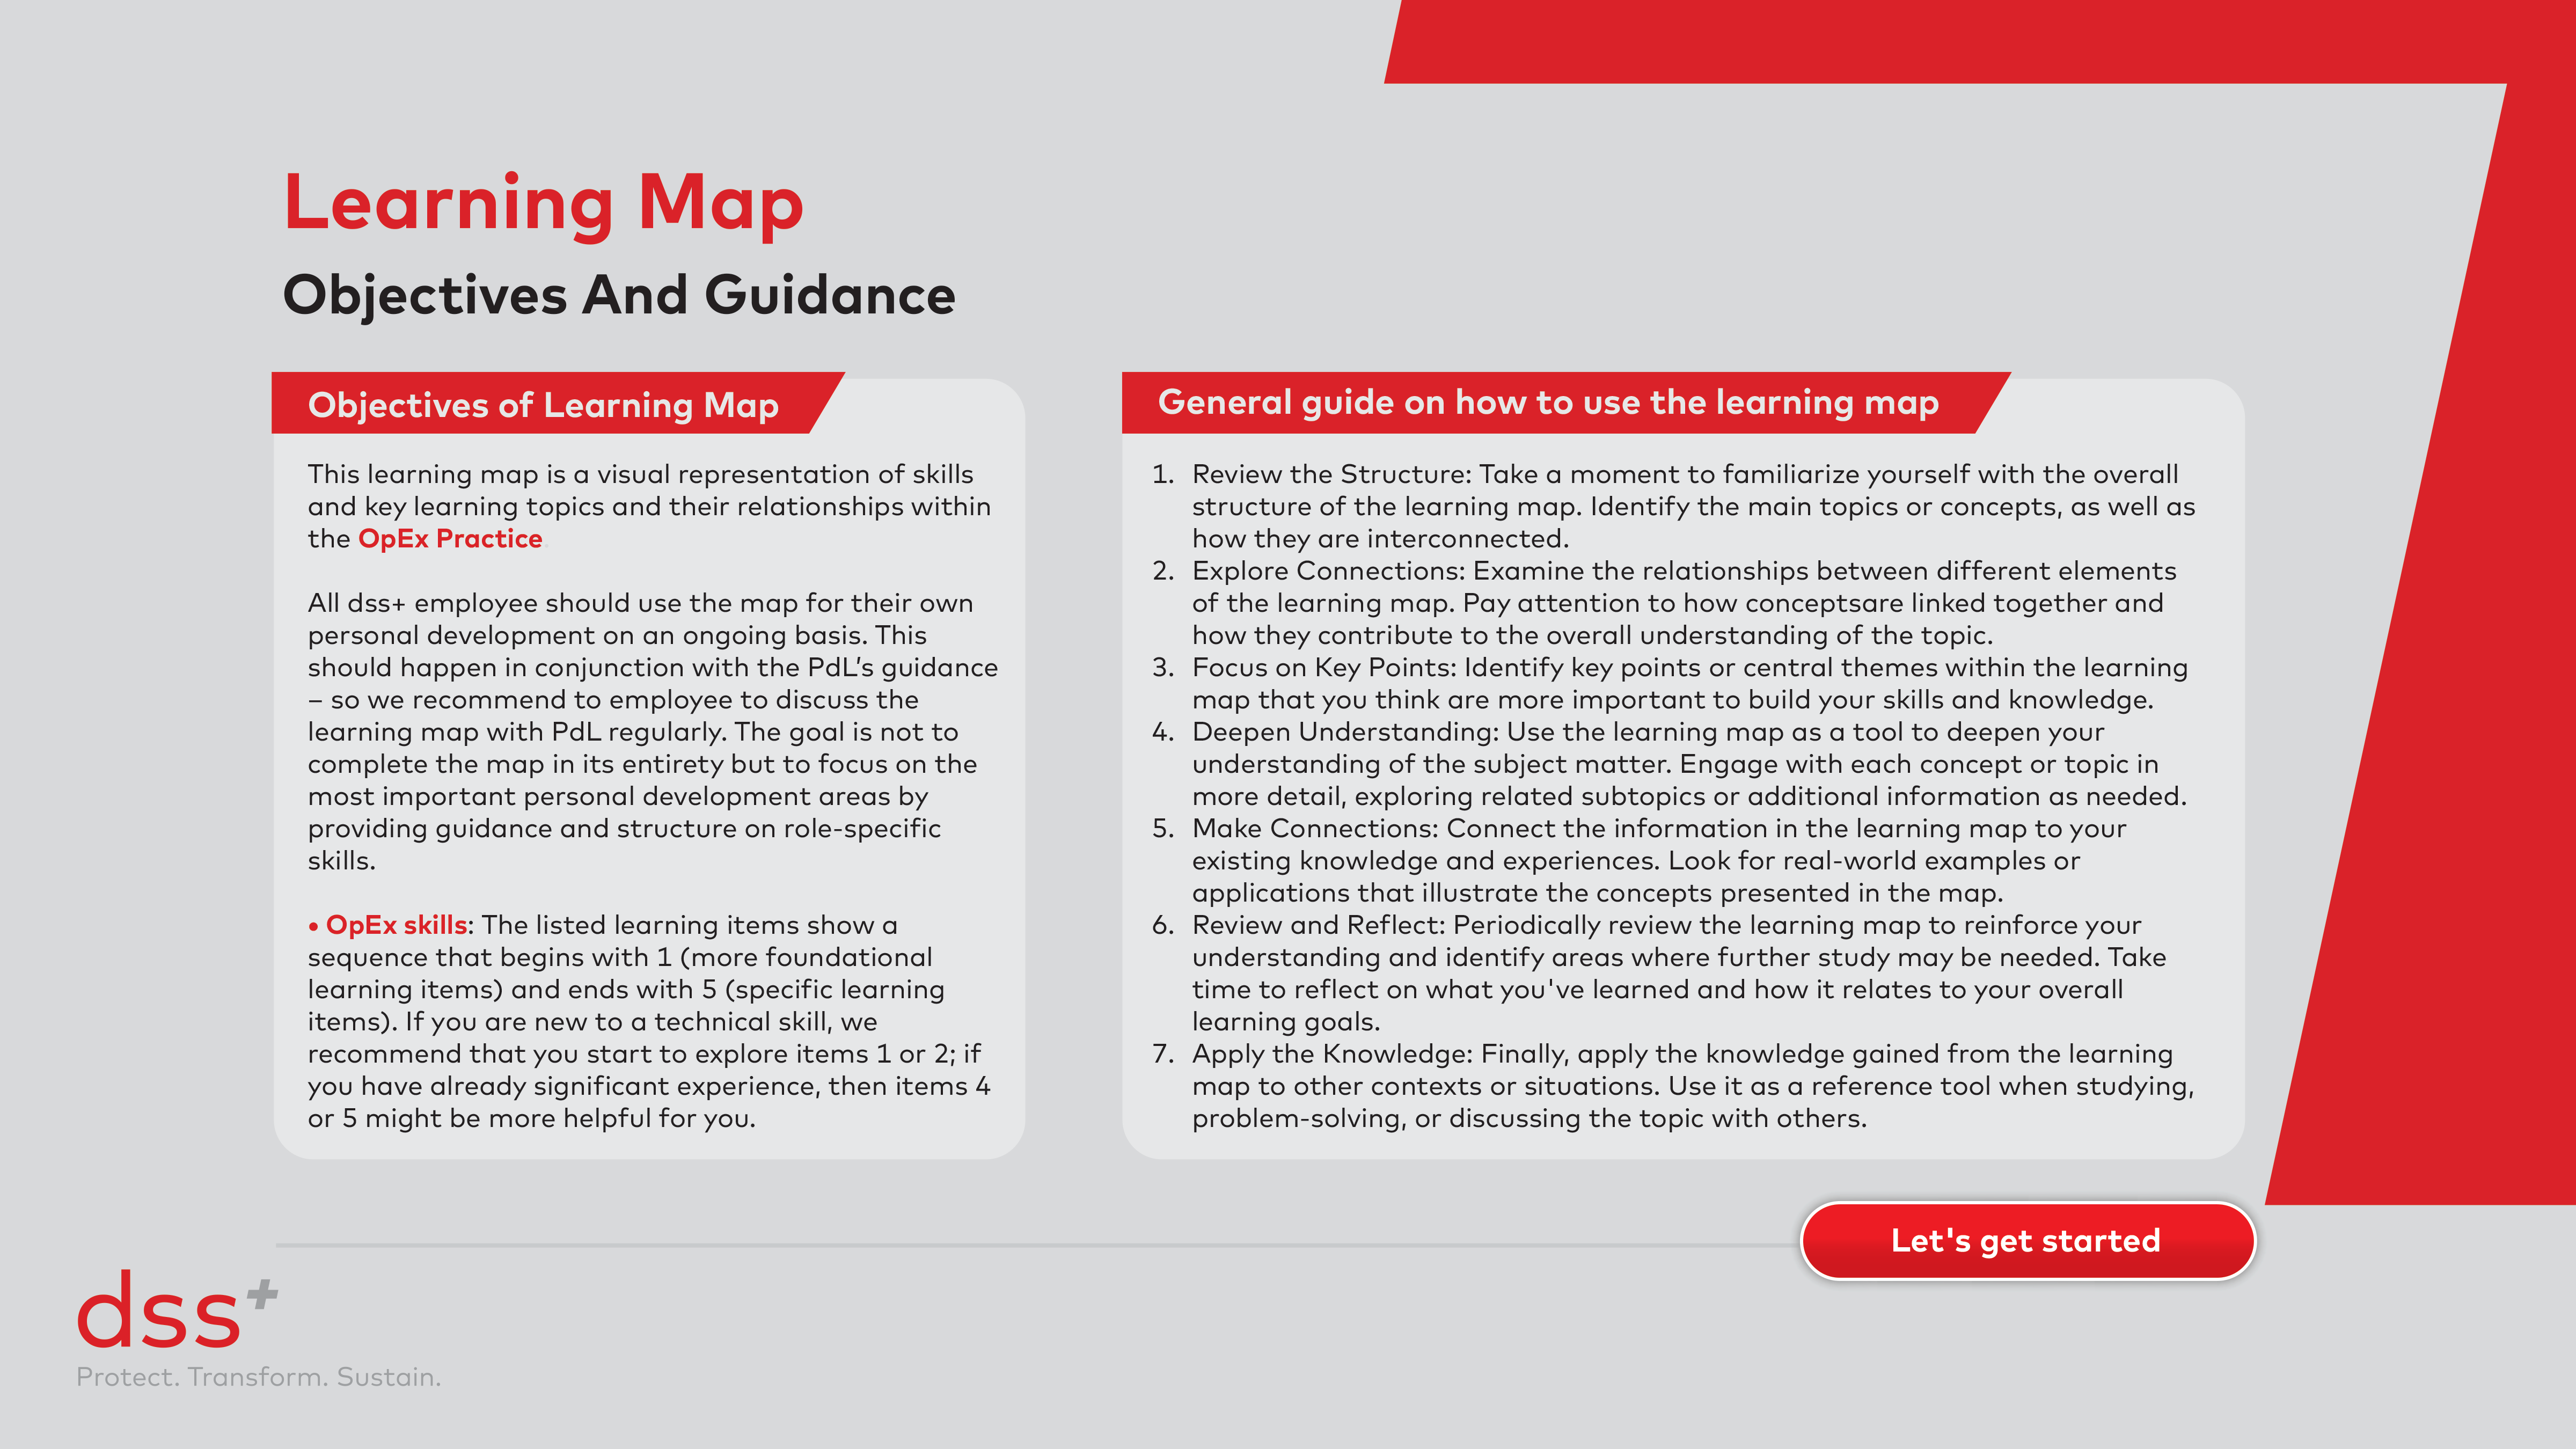 Learning Map
Objectives And Guidance
Objectives of Learning Map
This learning map is a visual representation of skills
and key learning topics and their relationships within
the OpEx Practice.
All dss+ employee should use the map for their own
personal development on an ongoing basis. This
should happen in conjunction with the PdL’s guidance
– so we recommend to employee to discuss the
learning map with PdL regularly. The goal is not to
complete the map in its entirety but to focus on the
most important personal development areas by
providing guidance and structure on role-specific
skills.
• OpEx skills: The listed learning items show a
sequence that begins with 1 (more foundational
learning items) and ends with 5 (specific learning
items). If you are new to a technical skill, we
recommend that you start to explore items 1 or 2; if
you have already significant experience, then items 4
or 5 might be more helpful for you.
General guide on how to use the learning map
1. Review the Structure: Take a moment to familiarize yourself with the overall
structure of the learning map. Identify the main topics or concepts, as well as
how they are interconnected.
2. Explore Connections: Examine the relationships between different elements
of the learning map. Pay attention to how conceptsare linked together and
how they contribute to the overall understanding of the topic.
3. Focus on Key Points: Identify key points or central themes within the learning
map that you think are more important to build your skills and knowledge.
4. Deepen Understanding: Use the learning map as a tool to deepen your
understanding of the subject matter. Engage with each concept or topic in
more detail, exploring related subtopics or additional information as needed.
5. Make Connections: Connect the information in the learning map to your
existing knowledge and experiences. Look for real-world examples or
applications that illustrate the concepts presented in the map.
6. Review and Reflect: Periodically review the learning map to reinforce your
understanding and identify areas where further study may be needed. Take
time to reflect on what you've learned and how it relates to your overall
learning goals.
7. Apply the Knowledge: Finally, apply the knowledge gained from the learning
map to other contexts or situations. Use it as a reference tool when studying,
problem-solving, or discussing the topic with others.
Let's get started
dss+
Protect. Transform. Sustain.